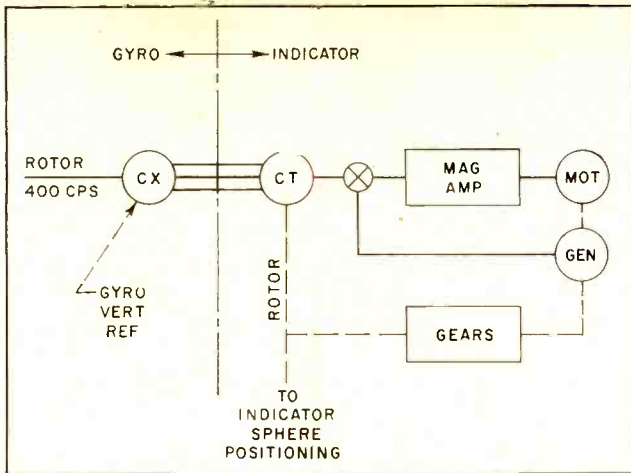 GYRO INDICATOR
ROTOR
400 CPS
CX
CT
MAG
AMP
MOT
GEN
GYRO
VERT
REF
ROTOR
GEARS
TO
INDICATOR
SPHERE
POSITIONING